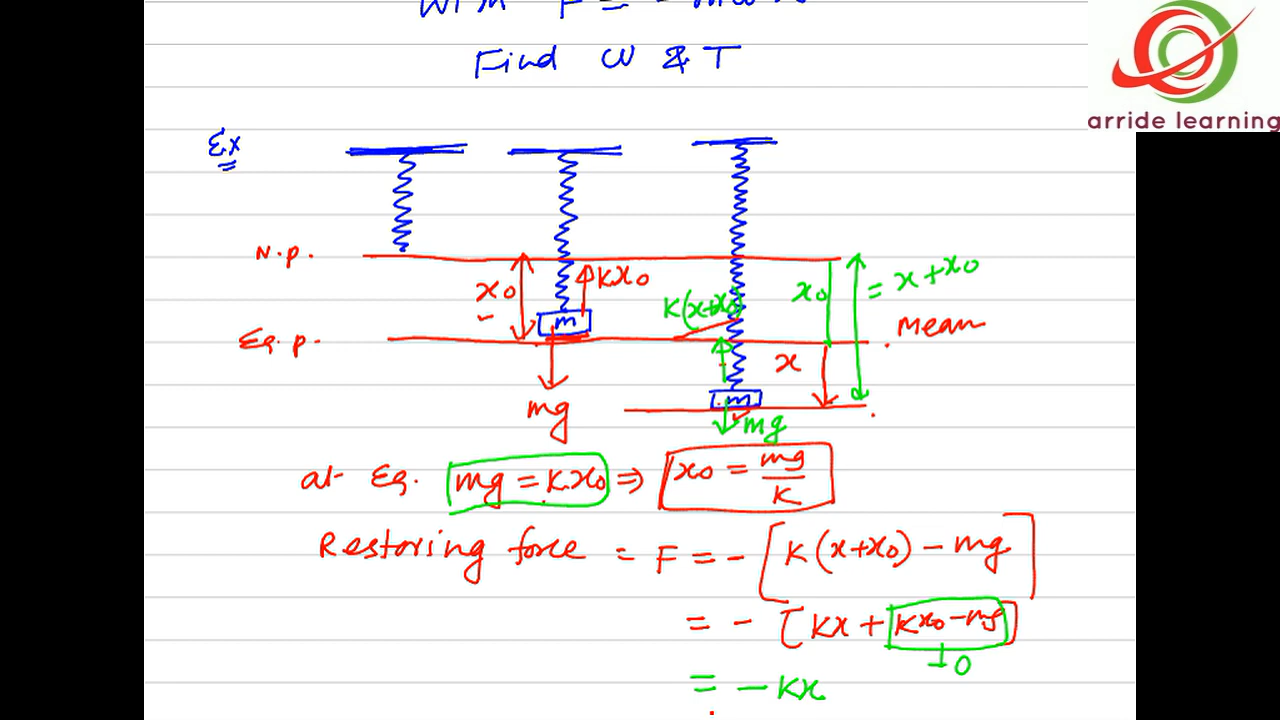 Find ω & T
arride learning
Ex
N.p.
x₀
Kx₀
K(x+x₀)
x₀
= x+x₀
Eq. p.
m
Mean
x
mg
m
mg
at Eq. mg = Kx₀ ⇒ x₀ = mg/K
Restoring force = F = - [K(x+x₀) - mg]
= - [Kx + Kx₀ - mg]
0
= - Kx